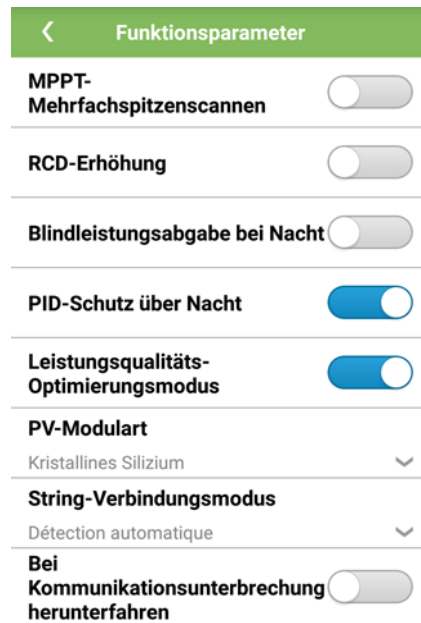 Funktionsparameter
MPPT-
Mehrfachspitzenscannen
RCD-Erhöhung
Blindleistungsabgabe bei Nacht
PID-Schutz über Nacht
Leistungsqualitäts-
Optimierungsmodus
PV-Modulart
Kristallines Silizium
String-Verbindungsmodus
Détection automatique
Bei
Kommunikationsunterbrechung
herunterfahren